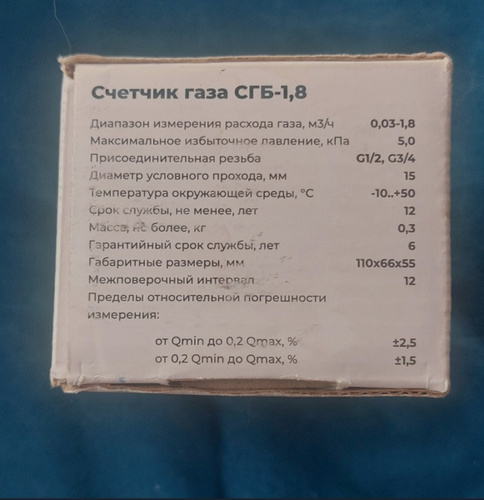 Счетчик газа СГБ-1,8
Диапазон измерения расхода газа, м3/ч 0,03-1,8
Максимальное избыточное давление, кПа 5,0
Присоединительная резьба G1/2, G3/4
Диаметр условного прохода, мм 15
Температура окружающей среды, °С -10..+50
Срок службы, не менее, лет 12
Масса, не более, кг 0,3
Гарантийный срок службы, лет 6
Габаритные размеры, мм 110х66х55
Межповерочный интервал 12
Пределы относительной погрешности
измерения:
от Qmin до 0,2 Qmax, % ±2,5
от 0,2 Qmin до Qmax, % ±1,5